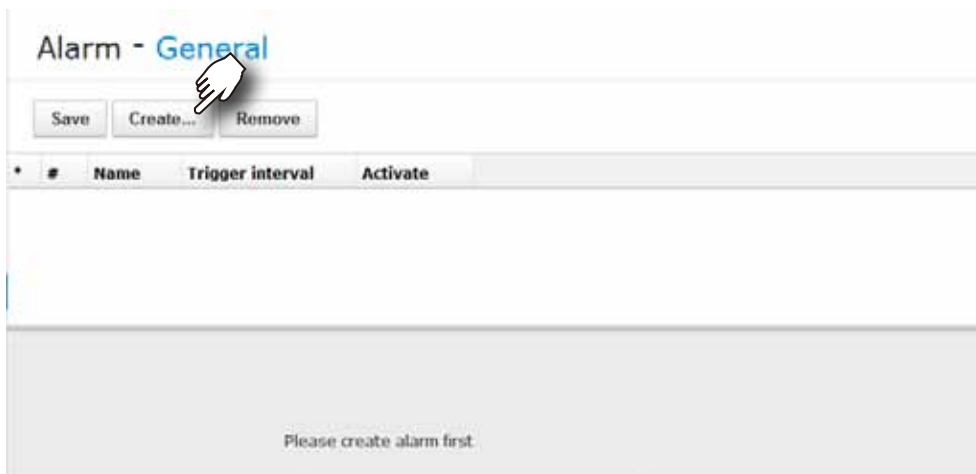 Alarm - General
Save Create... Remove
* # Name Trigger interval Activate
Please create alarm first